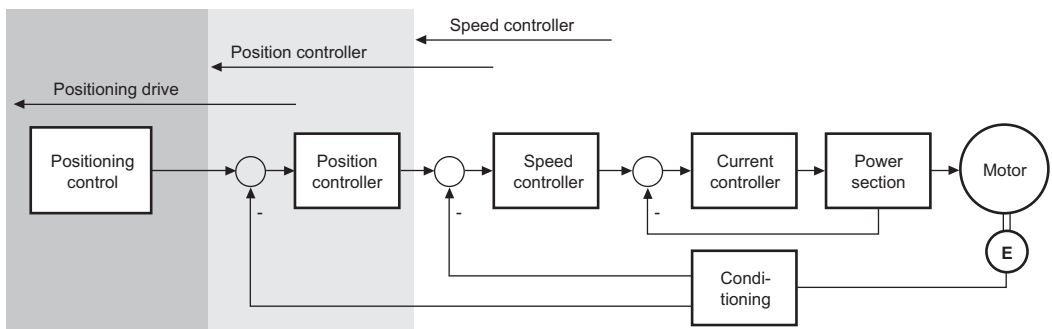 Speed controller
Position controller
Positioning drive
Positioning
control
Position
controller
Speed
controller
Current
controller
Power
section
Motor
-
-
-
E
Condi-
tioning